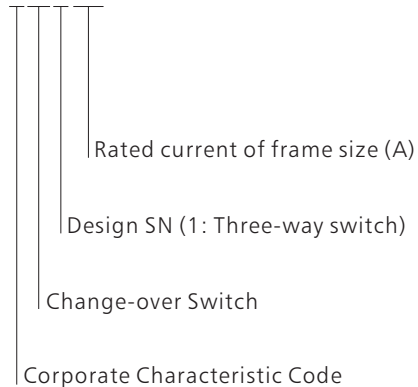 Rated current of frame size (A)
Design SN (1: Three-way switch)
Change-over Switch
Corporate Characteristic Code